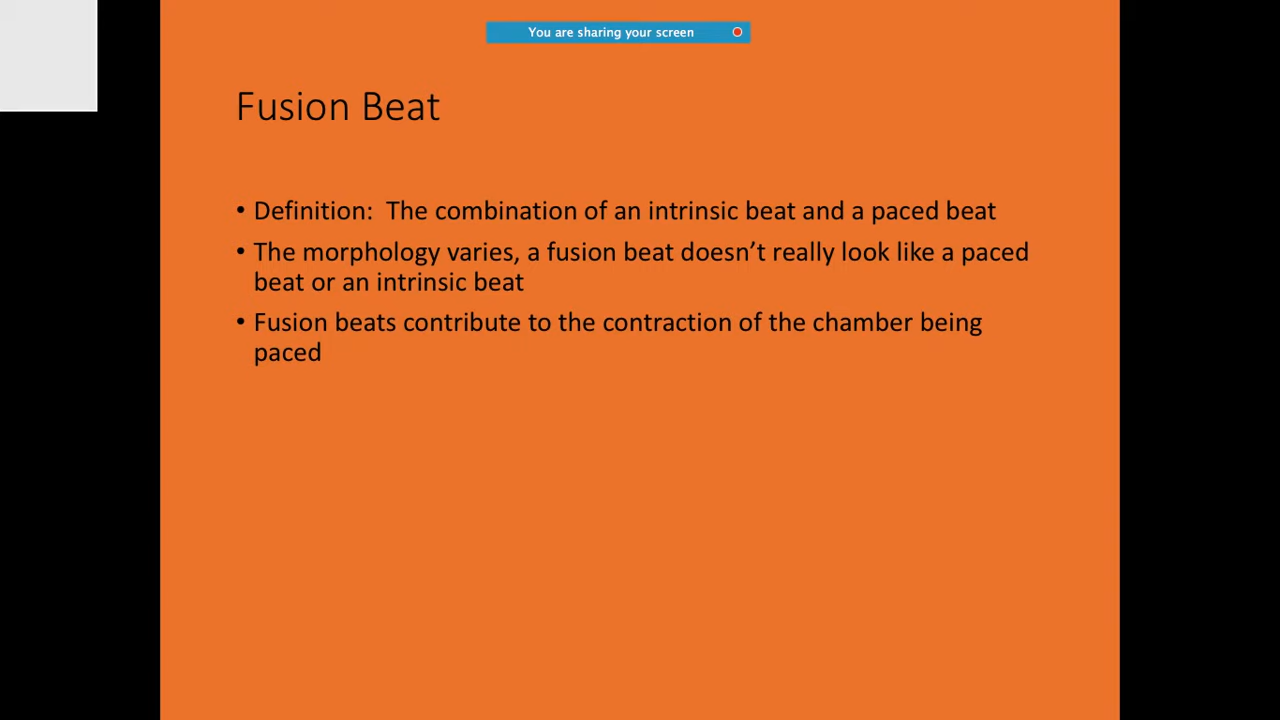 You are sharing your screen
Fusion Beat
• Definition:  The combination of an intrinsic beat and a paced beat
• The morphology varies, a fusion beat doesn’t really look like a paced
beat or an intrinsic beat
• Fusion beats contribute to the contraction of the chamber being
paced